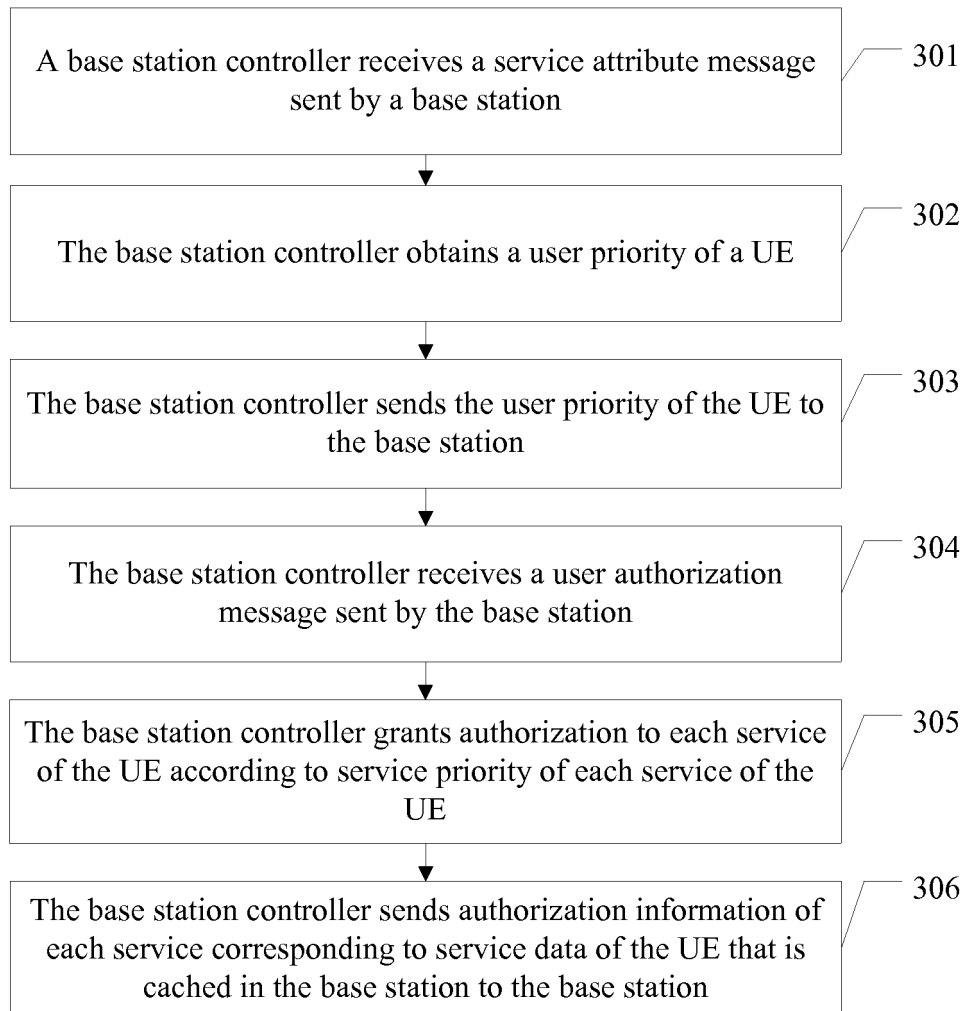 A base station controller receives a service attribute message
sent by a base station
301
The base station controller obtains a user priority of a UE
302
The base station controller sends the user priority of the UE to
the base station
303
The base station controller receives a user authorization
message sent by the base station
304
The base station controller grants authorization to each service
of the UE according to service priority of each service of the
UE
305
The base station controller sends authorization information of
each service corresponding to service data of the UE that is
cached in the base station to the base station
306